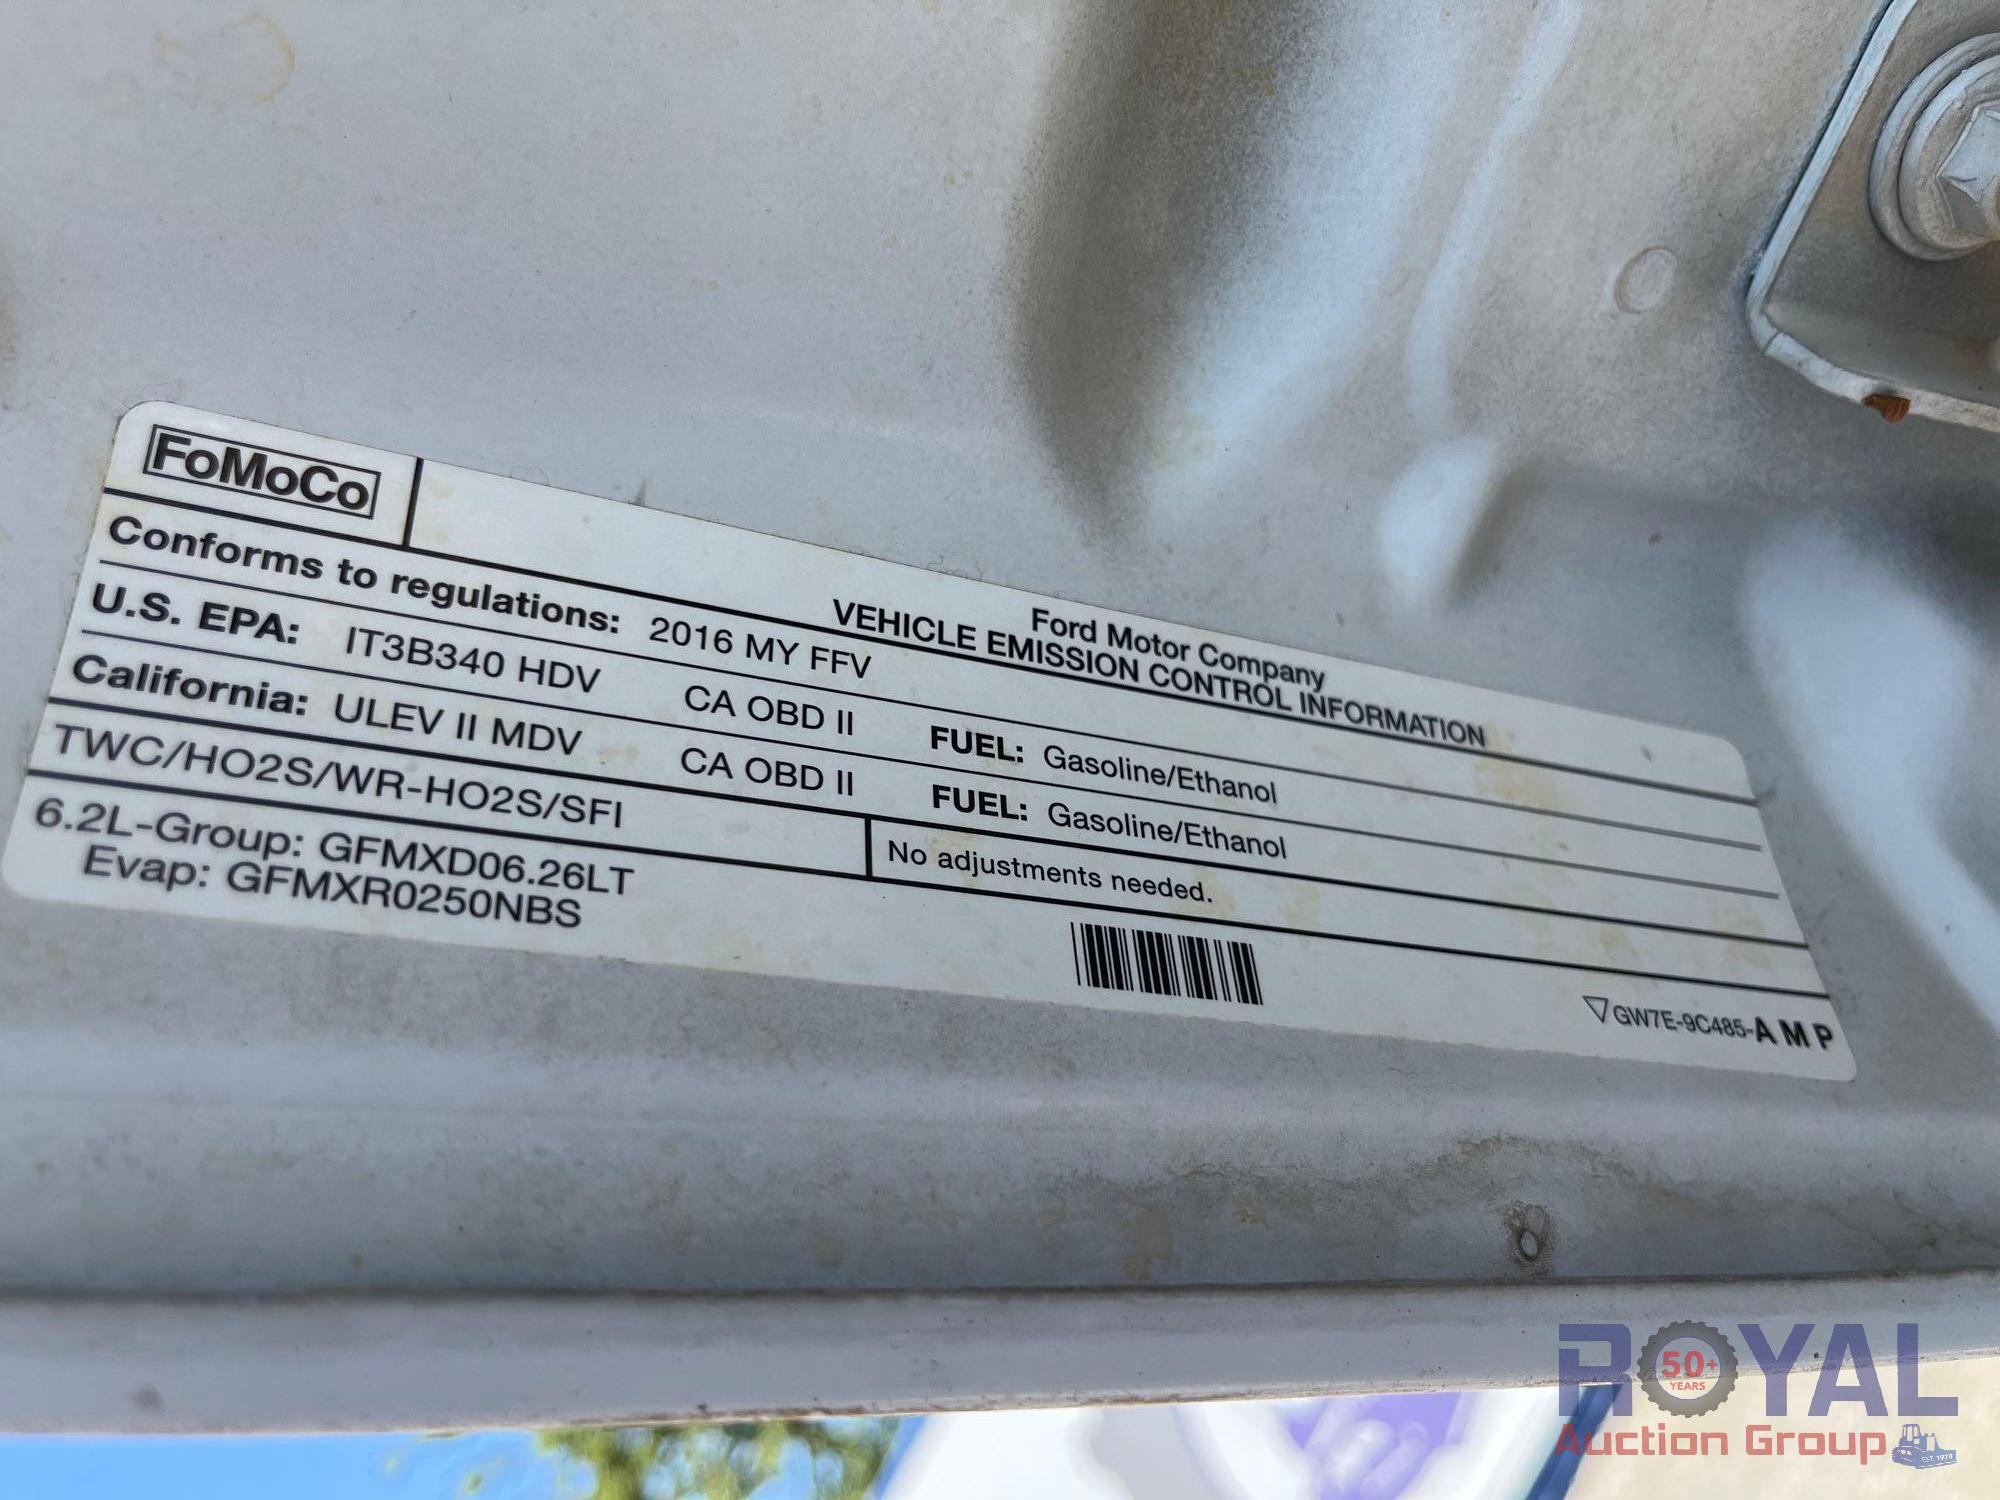 FoMoCo
Ford Motor Company
VEHICLE EMISSION CONTROL INFORMATION
Conforms to regulations: 2016 MY FFV
U.S. EPA: IT3B340 HDV CA OBD II FUEL: Gasoline/Ethanol
California: ULEV II MDV CA OBD II FUEL: Gasoline/Ethanol
TWC/HO2S/WR-HO2S/SFI
No adjustments needed.
6.2L-Group: GFMXD06.26LT
Evap: GFMXR0250NBS
GW7E-9C485-AMP
ROYAL
50+
YEARS
Auction Group
EST. 1970